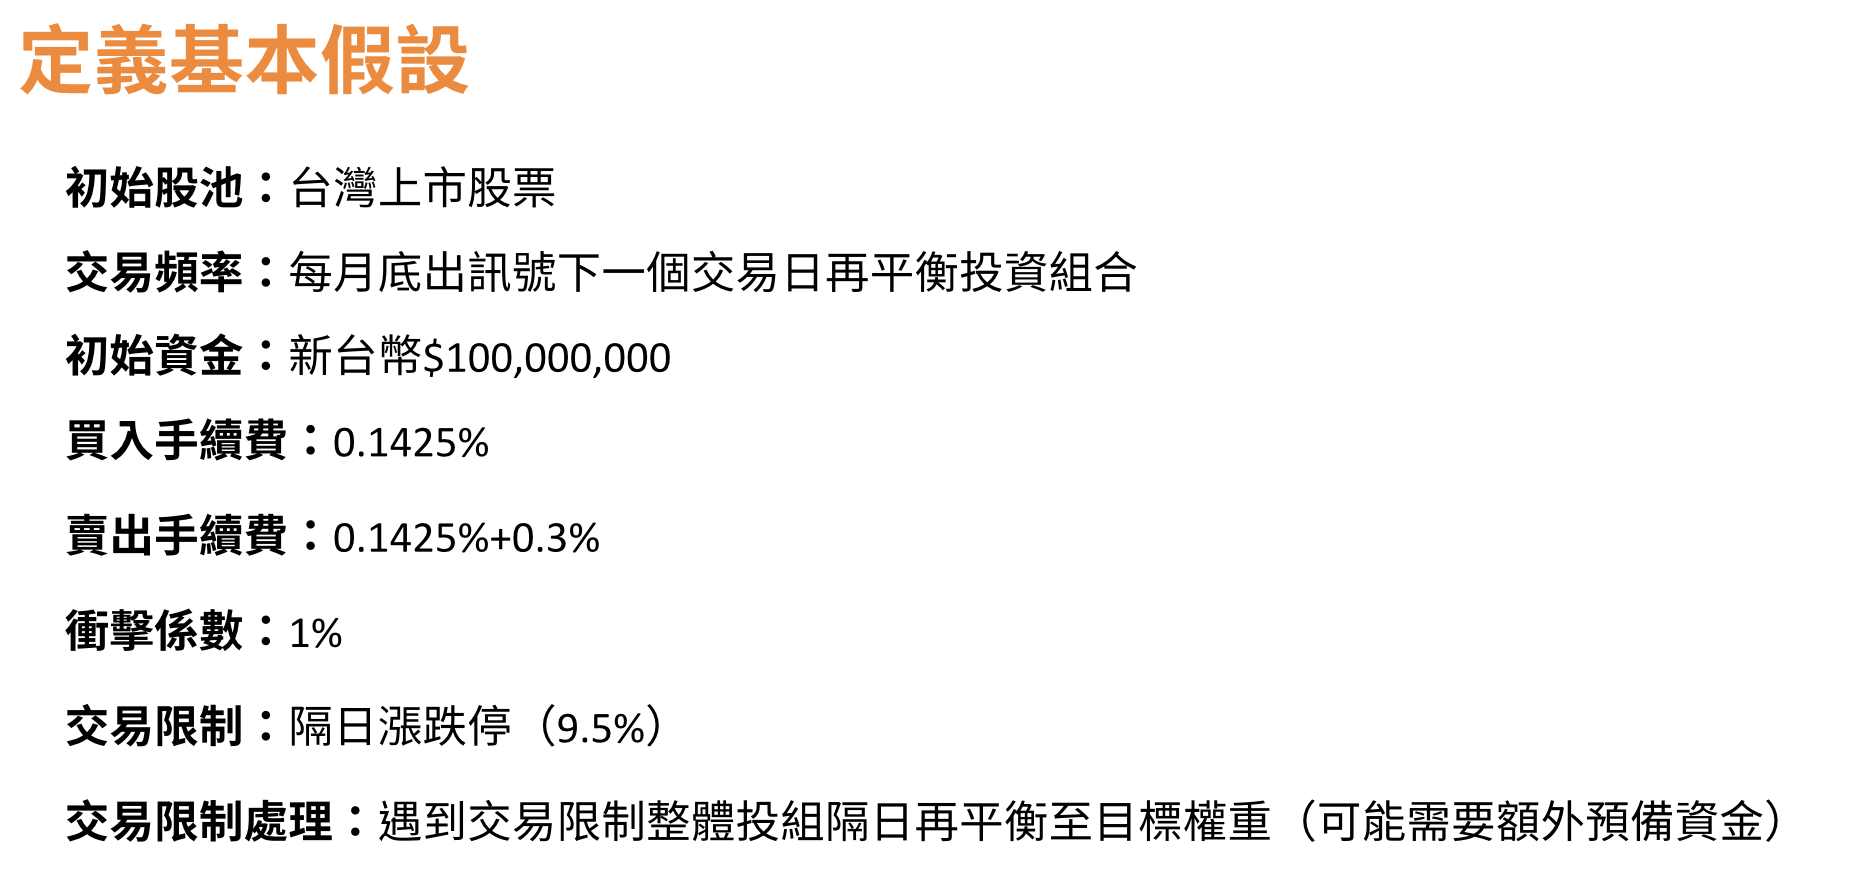 定義基本假設
初始股池：台灣上市股票
交易頻率：每月底出訊號下一個交易日再平衡投資組合
初始資金：新台幣$100,000,000
買入手續費：0.1425%
賣出手續費：0.1425%+0.3%
衝擊係數：1%
交易限制：隔日漲跌停（9.5%）
交易限制處理：遇到交易限制整體投組隔日再平衡至目標權重（可能需要額外預備資金）